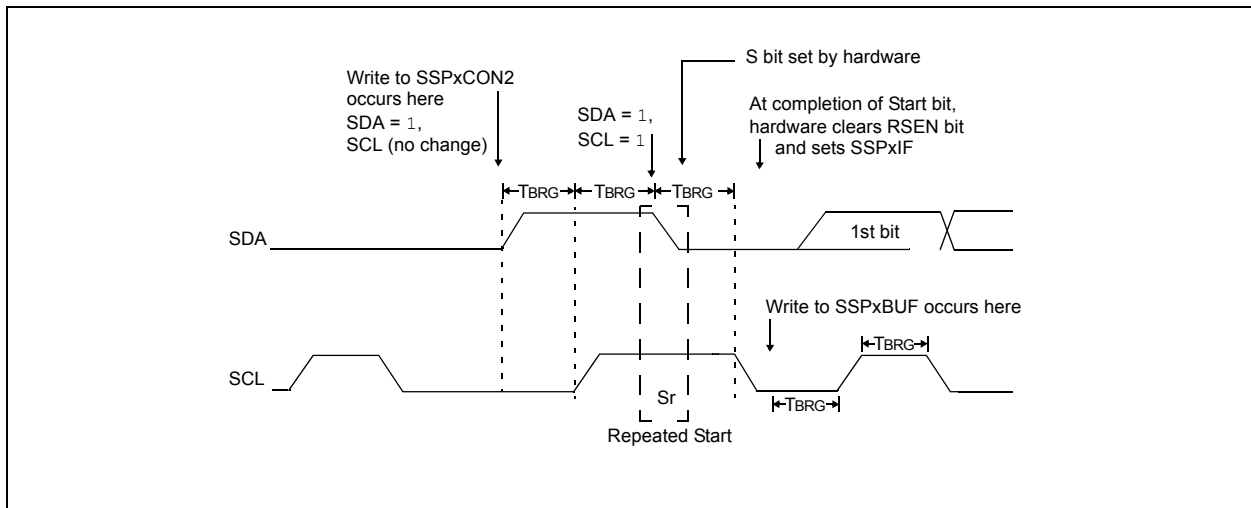 S bit set by hardware
Write to SSPxCON2
occurs here
SDA = 1,
SCL (no change)
SDA = 1,
SCL = 1
At completion of Start bit,
hardware clears RSEN bit
and sets SSPxIF
TBRG
TBRG
TBRG
SDA
1st bit
Write to SSPxBUF occurs here
TBRG
SCL
Sr
TBRG
Repeated Start